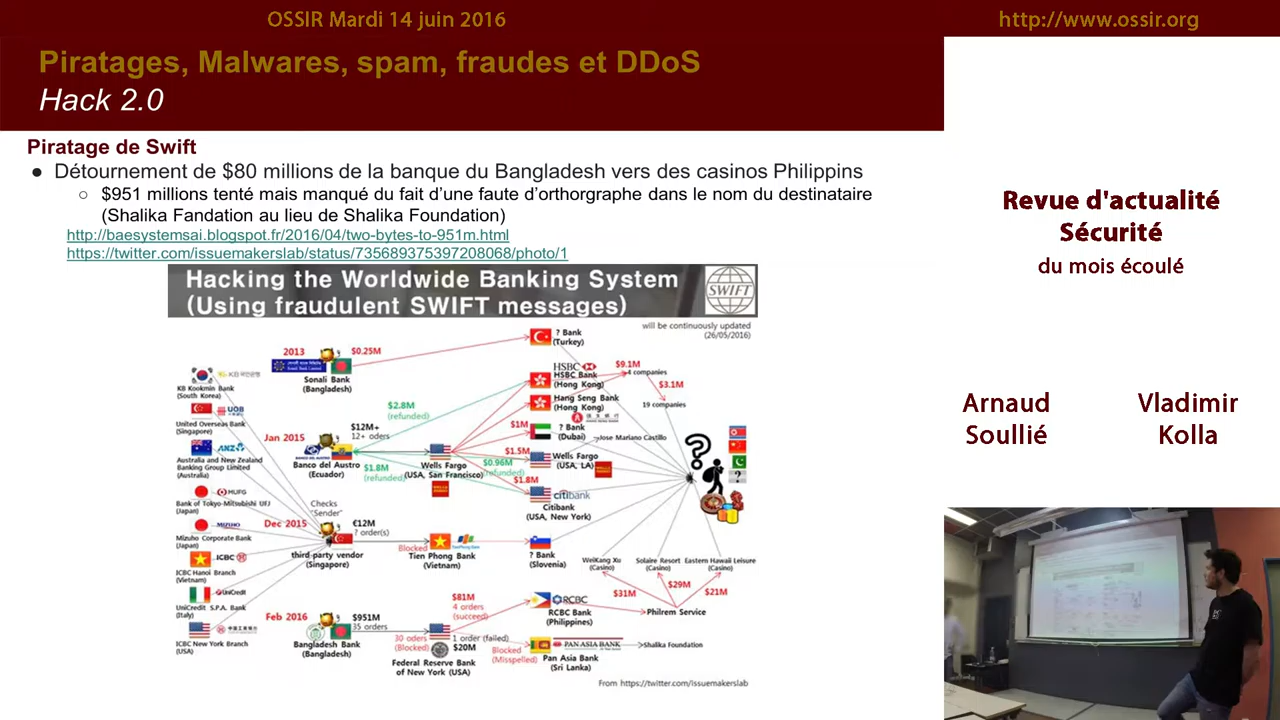 OSSIR Mardi 14 juin 2016
http://www.ossir.org
Piratages, Malwares, spam, fraudes et DDoS
Hack 2.0
Piratage de Swift
● Détournement de $80 millions de la banque du Bangladesh vers des casinos Philippins
○ $951 millions tenté mais manqué du fait d'une faute d'orthorgraphe dans le nom du destinataire
(Shalika Fandation au lieu de Shalika Foundation)
http://baesystemsai.blogspot.fr/2016/04/two-bytes-to-951m.html
https://twitter.com/issuemakerslab/status/735689375397208068/photo/1
Revue d'actualité
Sécurité
du mois écoulé
Arnaud
Soullié
Vladimir
Kolla
Hacking the Worldwide Banking System
(Using fraudulent SWIFT messages)
SWIFT
will be continuously updated
(26/05/2016)
2013
$0.25M
Sonali Bank
(Bangladesh)
? Bank
(Turkey)
KB Kookmin Bank
(South Korea)
UOB
United Overseas Bank
(Singapore)
ANZ
Australia and New Zealand
Banking Group Limited
(Australia)
MUFG
Bank of Tokyo-Mitsubishi UFJ
(Japan)
MIZUHO
Mizuho Corporate Bank
(Japan)
ICBC
ICBC Hanoi Branch
(Vietnam)
UniCredit
UniCredit S.P.A. Bank
(Italy)
ICBC New York Branch
(USA)
Jan 2015
$12M+
12+ oders
Banco del Austro
(Ecuador)
$2.8M
(refunded)
$1.8M
(refunded)
Wells Fargo
(USA, San Francisco)
HSBC
HSBC Bank
(Hong Kong)
$9.1M
4 companies
$3.1M
19 companies
Hang Seng Bank
(Hong Kong)
$1M
? Bank
(Dubai)
Jose Mariano Castillo
$1.5M
$0.96M
(refunded)
Wells Fargo
(USA, LA)
$1.8M
citibank
Citibank
(USA, New York)
?
Checks
"Sender"
Dec 2015
€12M
? order(s)
third-party vendor
(Singapore)
Blocked
Tien Phong Bank
(Vietnam)
? Bank
(Slovenia)
WeiKang Xu
(Casino)
Solaire Resort
(Casino)
Eastern Hawaii Leisure
(Casino)
$31M
$29M
$21M
Philrem Service
Feb 2016
$951M
35 orders
Bangladesh Bank
(Bangladesh)
$81M
4 orders
(succeed)
RCBC
RCBC Bank
(Philippines)
30 oders
(Blocked)
1 order (failed)
$20M
Federal Reserve Bank
of New York (USA)
Blocked
(Misspelled)
PAN ASIA BANK
Pan Asia Bank
(Sri Lanka)
Shalika Foundation
From https://twitter.com/issuemakerslab